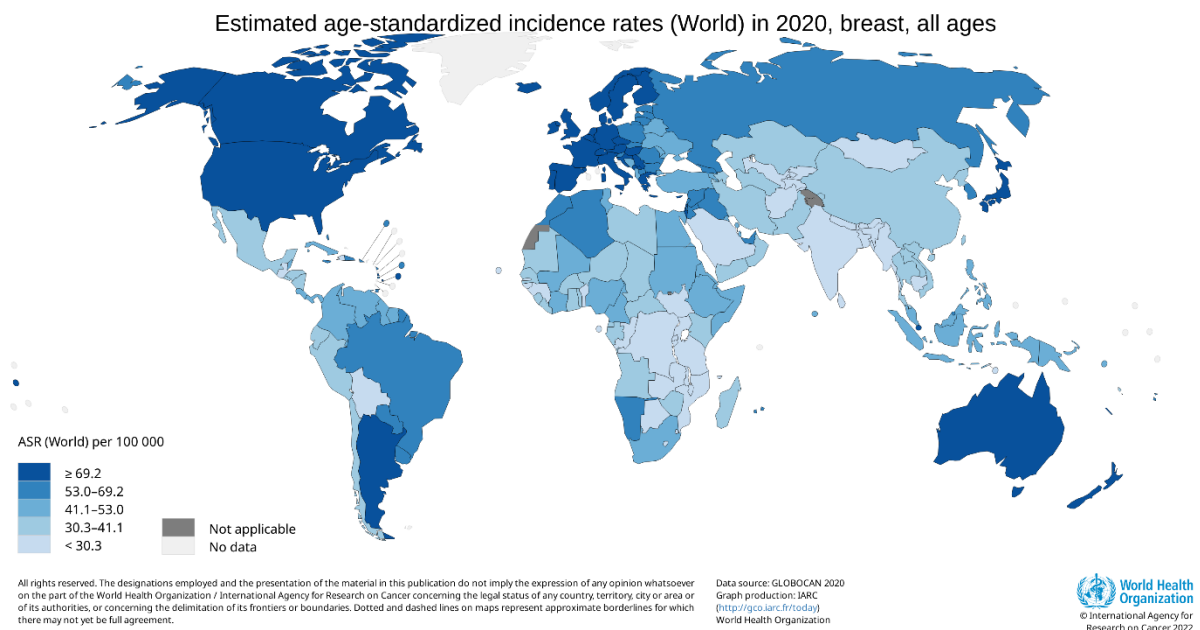 Estimated age-standardized incidence rates (World) in 2020, breast, all ages
ASR (World) per 100 000
≥ 69.2
53.0–69.2
41.1–53.0
30.3–41.1
< 30.3
Not applicable
No data
All rights reserved. The designations employed and the presentation of the material in this publication do not imply the expression of any opinion whatsoever
on the part of the World Health Organization / International Agency for Research on Cancer concerning the legal status of any country, territory, city or area or
of its authorities, or concerning the delimitation of its frontiers or boundaries. Dotted and dashed lines on maps represent approximate borderlines for which
there may not yet be full agreement.
Data source: GLOBOCAN 2020
Graph production: IARC
(http://gco.iarc.fr/today)
World Health Organization
World Health
Organization
© International Agency for
Research on Cancer 2022